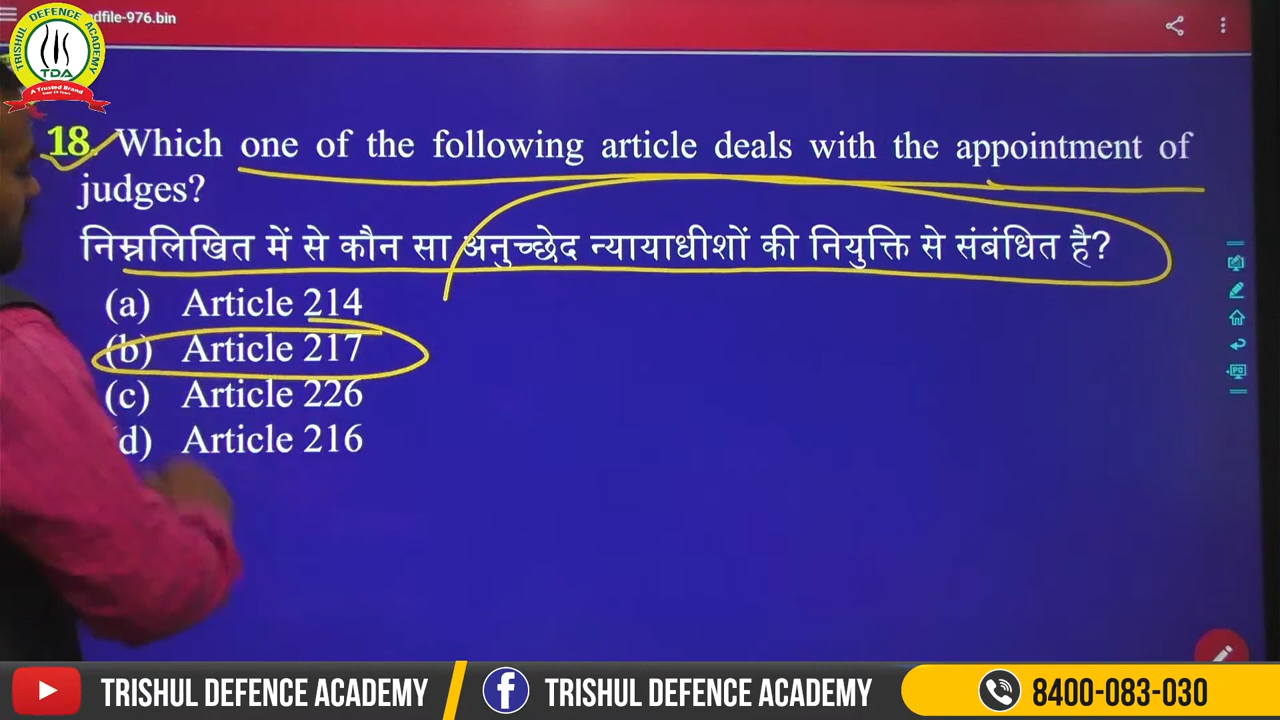 dfile-976.bin
TRISHUL DEFENCE ACADEMY
TDA
A Trusted Brand
18. Which one of the following article deals with the appointment of
judges?
निम्नलिखित में से कौन सा अनुच्छेद न्यायाधीशों की नियुक्ति से संबंधित है?
(a) Article 214
(b) Article 217
(c) Article 226
d) Article 216
PC
TRISHUL DEFENCE ACADEMY
TRISHUL DEFENCE ACADEMY
8400-083-030